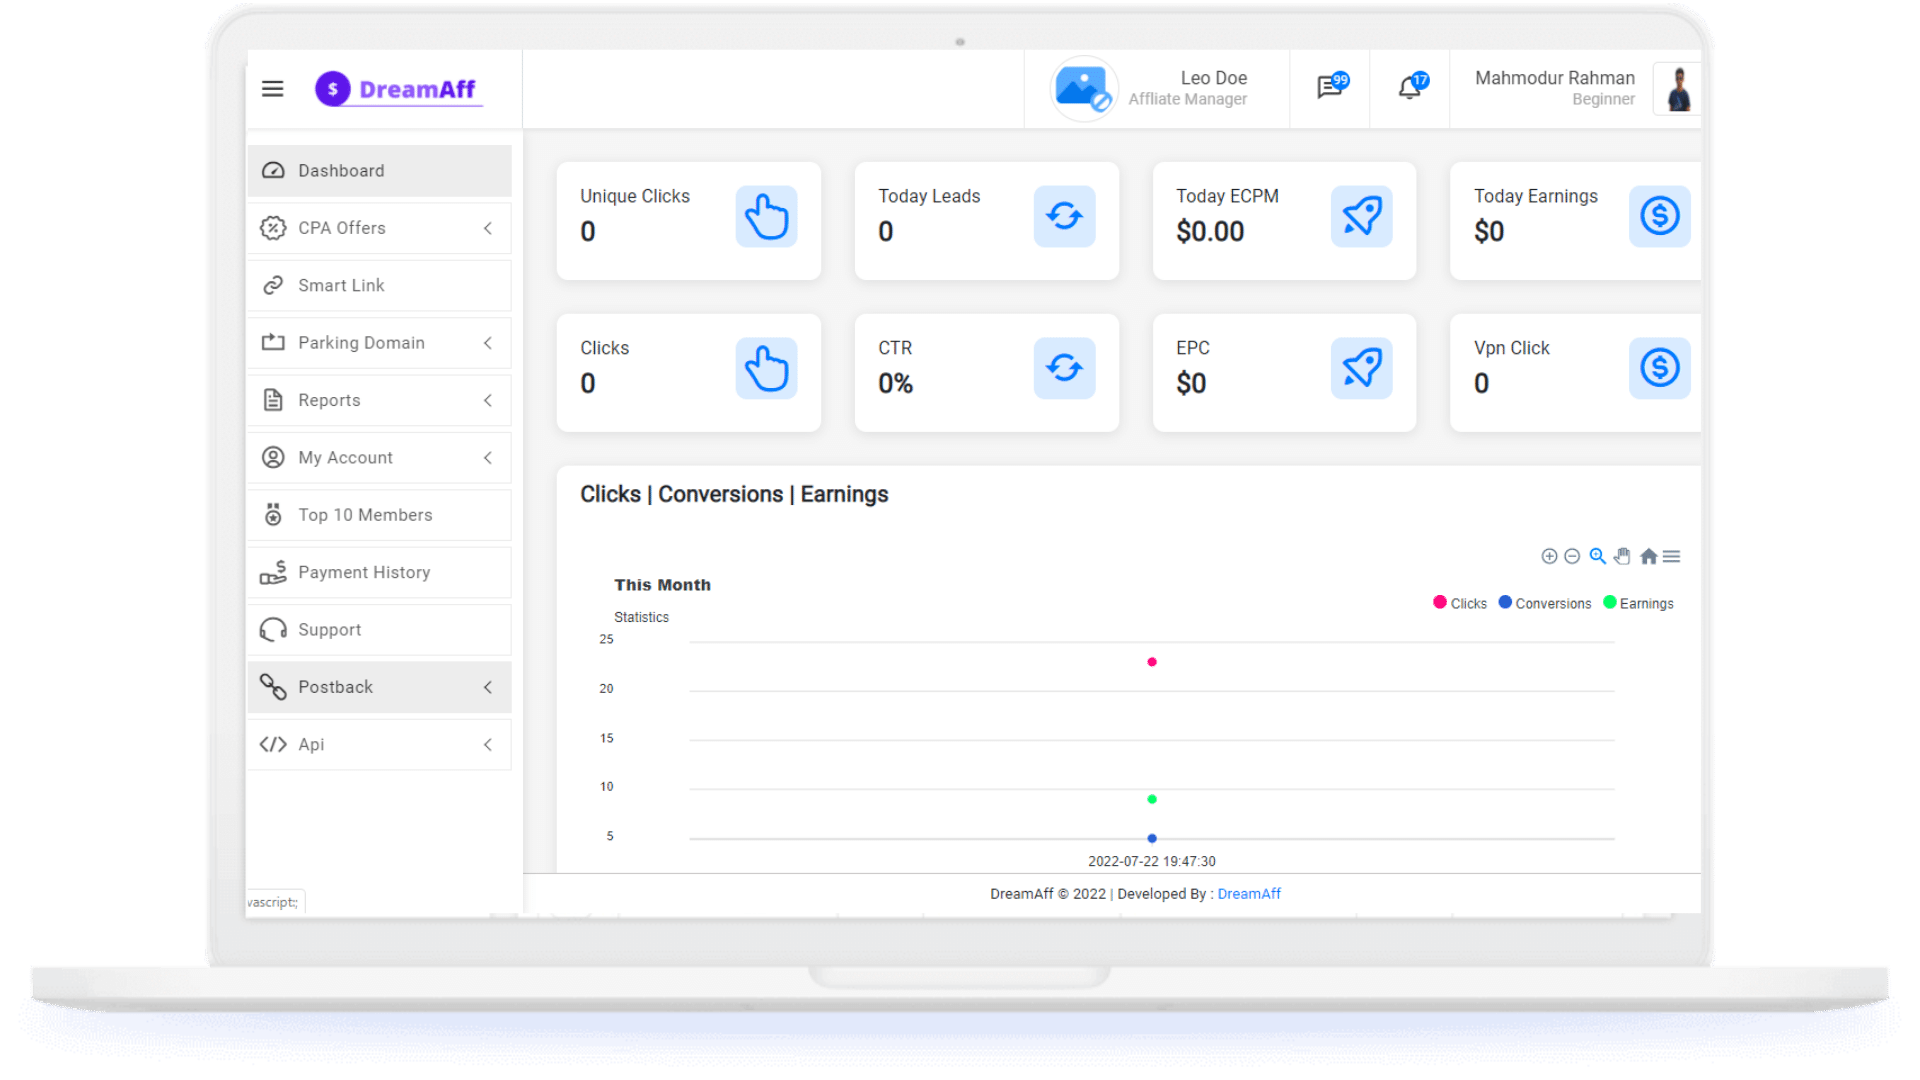 $ DreamAff
Leo Doe
Affliate Manager
99
17
Mahmodur Rahman
Beginner
Dashboard
CPA Offers
Smart Link
Parking Domain
Reports
My Account
Top 10 Members
Payment History
Support
Postback
Api
Unique Clicks
0
Today Leads
0
Today ECPM
$0.00
Today Earnings
$0
Clicks
0
CTR
0%
EPC
$0
Vpn Click
0
Clicks | Conversions | Earnings
This Month
Statistics
Clicks Conversions Earnings
25
20
15
10
5
2022-07-22 19:47:30
DreamAff © 2022 | Developed By : DreamAff
vascript:;